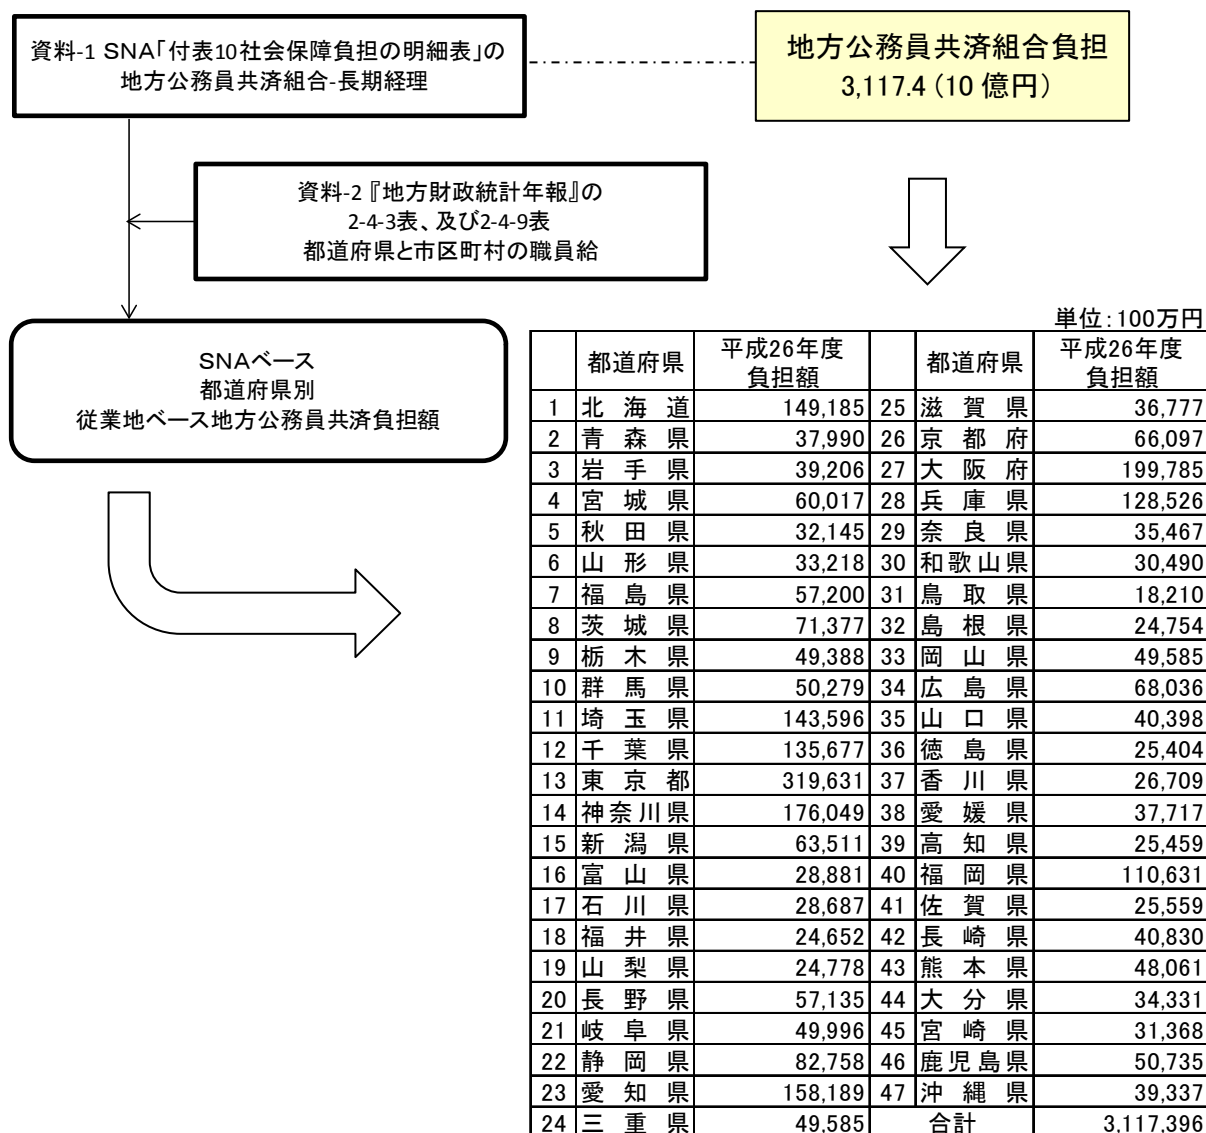 資料-1 SNA「付表10社会保障負担の明細表」の
地方公務員共済組合-長期経理
地方公務員共済組合負担
3,117.4（10 億円）
資料-2『地方財政統計年報』の
2-4-3表、及び2-4-9表
都道府県と市区町村の職員給
SNAベース
都道府県別
従業地ベース地方公務員共済負担額
単位：100万円
都道府県 平成26年度 負担額 都道府県 平成26年度 負担額
1 北海道 149,185 25 滋賀県 36,777
2 青森県 37,990 26 京都府 66,097
3 岩手県 39,206 27 大阪府 199,785
4 宮城県 60,017 28 兵庫県 128,526
5 秋田県 32,145 29 奈良県 35,467
6 山形県 33,218 30 和歌山県 30,490
7 福島県 57,200 31 鳥取県 18,210
8 茨城県 71,377 32 島根県 24,754
9 栃木県 49,388 33 岡山県 49,585
10 群馬県 50,279 34 広島県 68,036
11 埼玉県 143,596 35 山口県 40,398
12 千葉県 135,677 36 徳島県 25,404
13 東京都 319,631 37 香川県 26,709
14 神奈川県 176,049 38 愛媛県 37,717
15 新潟県 63,511 39 高知県 25,459
16 富山県 28,881 40 福岡県 110,631
17 石川県 28,687 41 佐賀県 25,559
18 福井県 24,652 42 長崎県 40,830
19 山梨県 24,778 43 熊本県 48,061
20 長野県 57,135 44 大分県 34,331
21 岐阜県 49,996 45 宮崎県 31,368
22 静岡県 82,758 46 鹿児島県 50,735
23 愛知県 158,189 47 沖縄県 39,337
24 三重県 49,585 合計 3,117,396